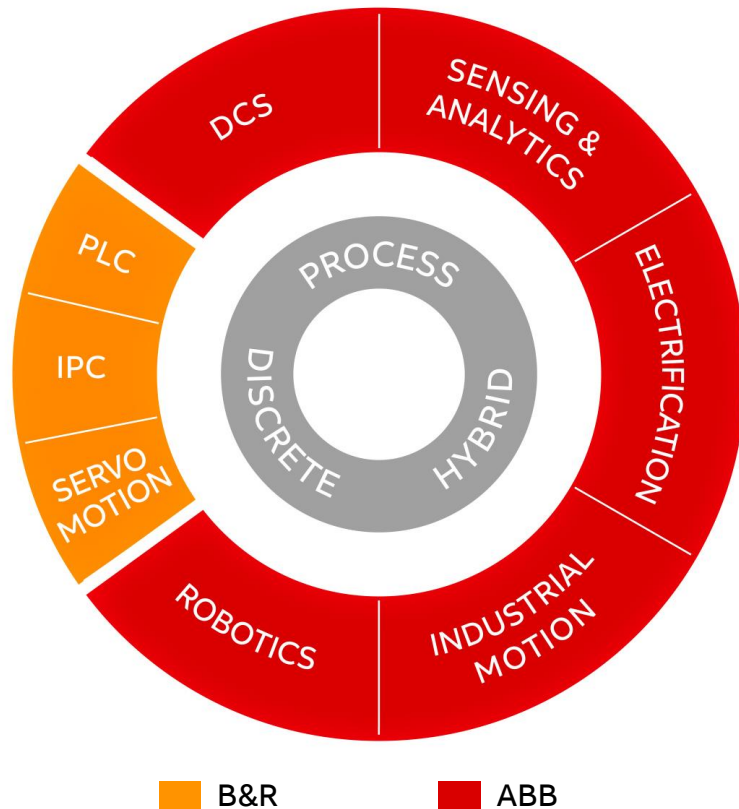 DCS
SENSING &
ANALYTICS
ELECTRIFICATION
INDUSTRIAL
MOTION
ROBOTICS
SERVO
MOTION
IPC
PLC
PROCESS
HYBRID
DISCRETE
B&R
ABB